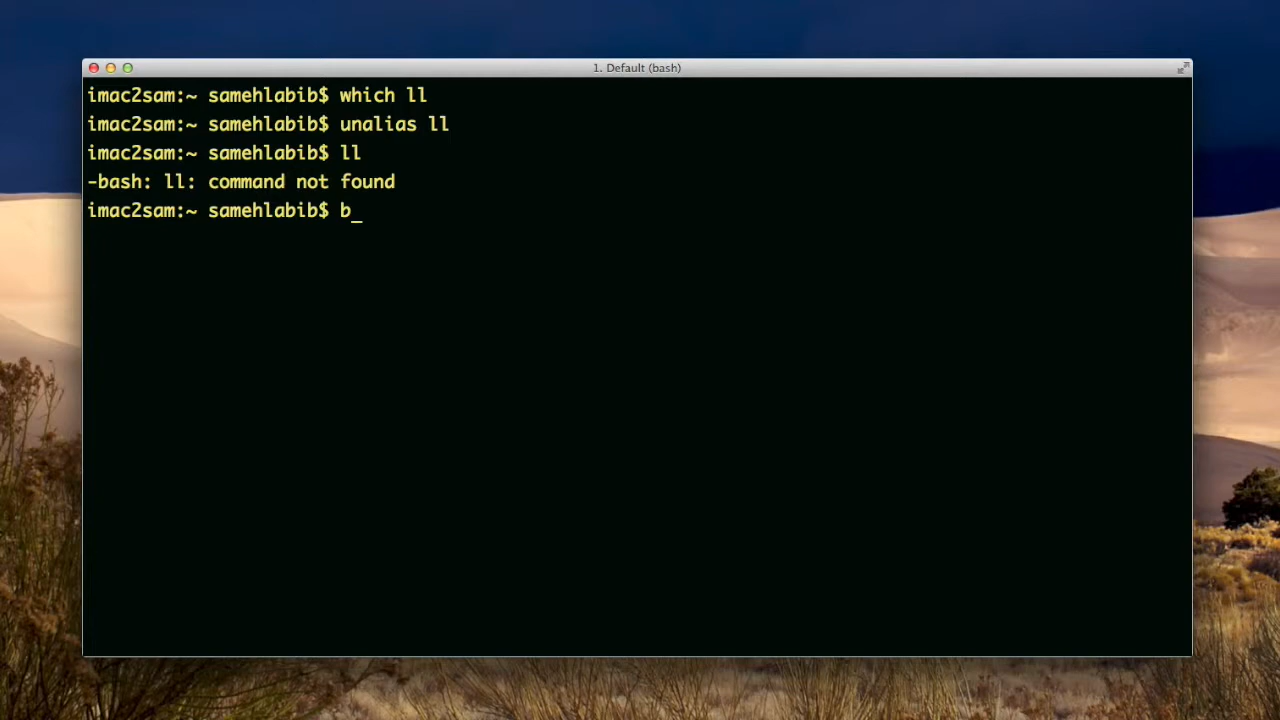 1. Default (bash)
imac2sam:~ samehlabib$ which ll
imac2sam:~ samehlabib$ unalias ll
imac2sam:~ samehlabib$ ll
-bash: ll: command not found
imac2sam:~ samehlabib$ b_